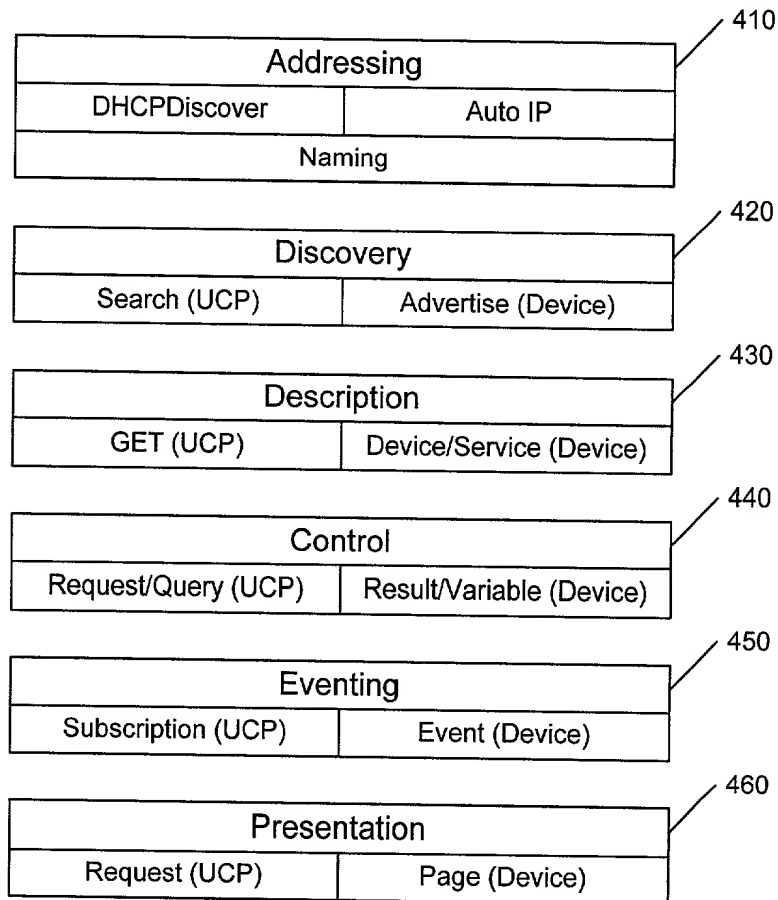 410
Addressing
DHCPDiscover Auto IP
Naming
420
Discovery
Search (UCP) Advertise (Device)
430
Description
GET (UCP) Device/Service (Device)
440
Control
Request/Query (UCP) Result/Variable (Device)
450
Eventing
Subscription (UCP) Event (Device)
460
Presentation
Request (UCP) Page (Device)